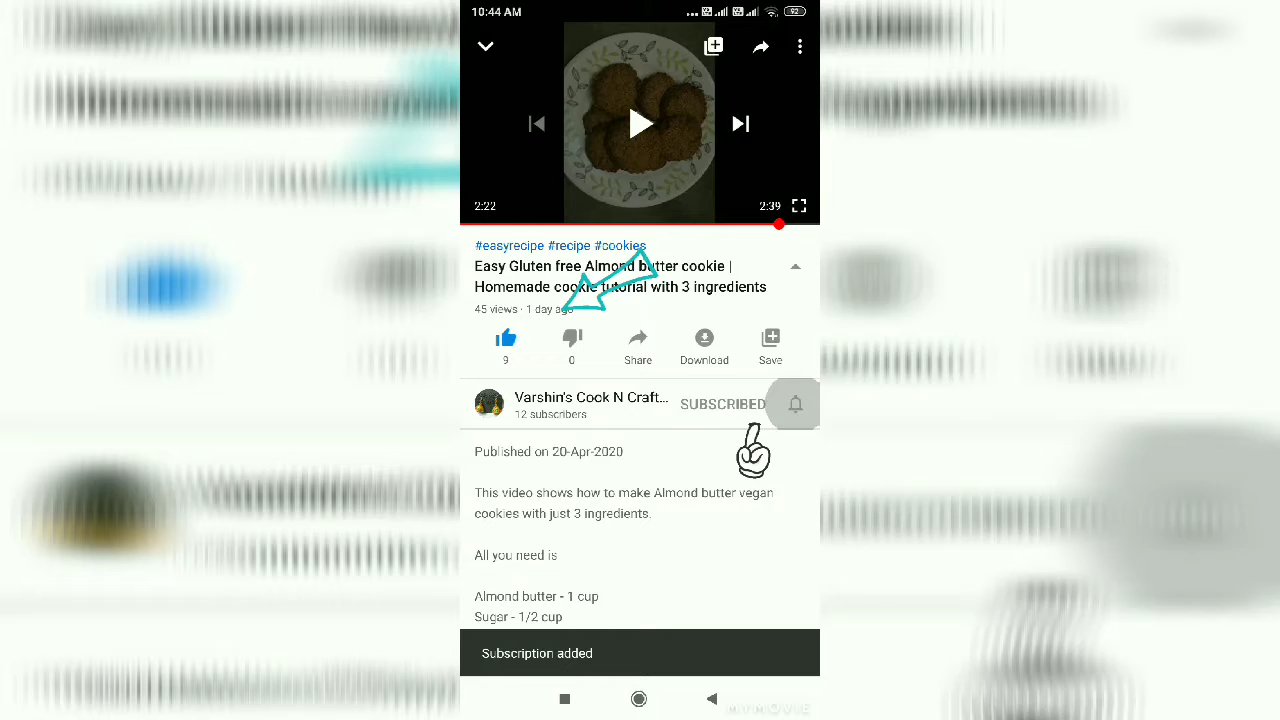 10:44 AM
92
2:22
2:39
#easyrecipe #recipe #cookies
Easy Gluten free Almond butter cookie |
Homemade cookie tutorial with 3 ingredients
45 views · 1 day ago
9
0
Share
Download
Save
Varshin's Cook N Craft...
12 subscribers
SUBSCRIBED
Published on 20-Apr-2020
This video shows how to make Almond butter vegan
cookies with just 3 ingredients.
All you need is
Almond butter - 1 cup
Sugar - 1/2 cup
Subscription added